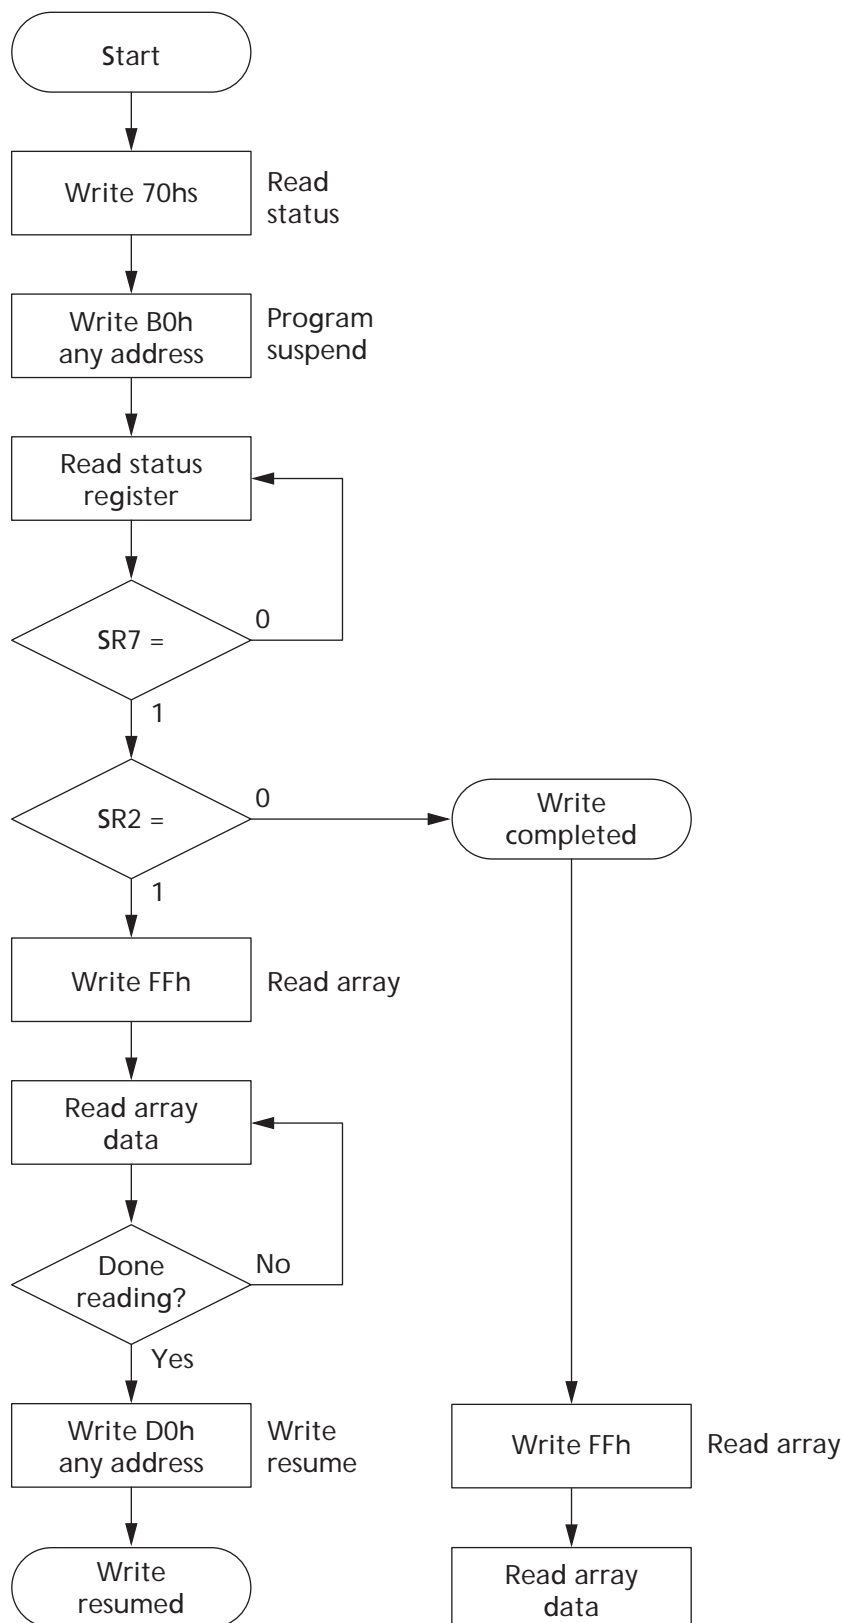 Start
Write 70hs
Read
status
Write B0h
any address
Program
suspend
Read status
register
SR7 =
0
1
SR2 =
0
Write
completed
1
Write FFh
Read array
Read array
data
Done
reading?
No
Yes
Write D0h
any address
Write
resume
Write FFh
Read array
Write
resumed
Read array
data